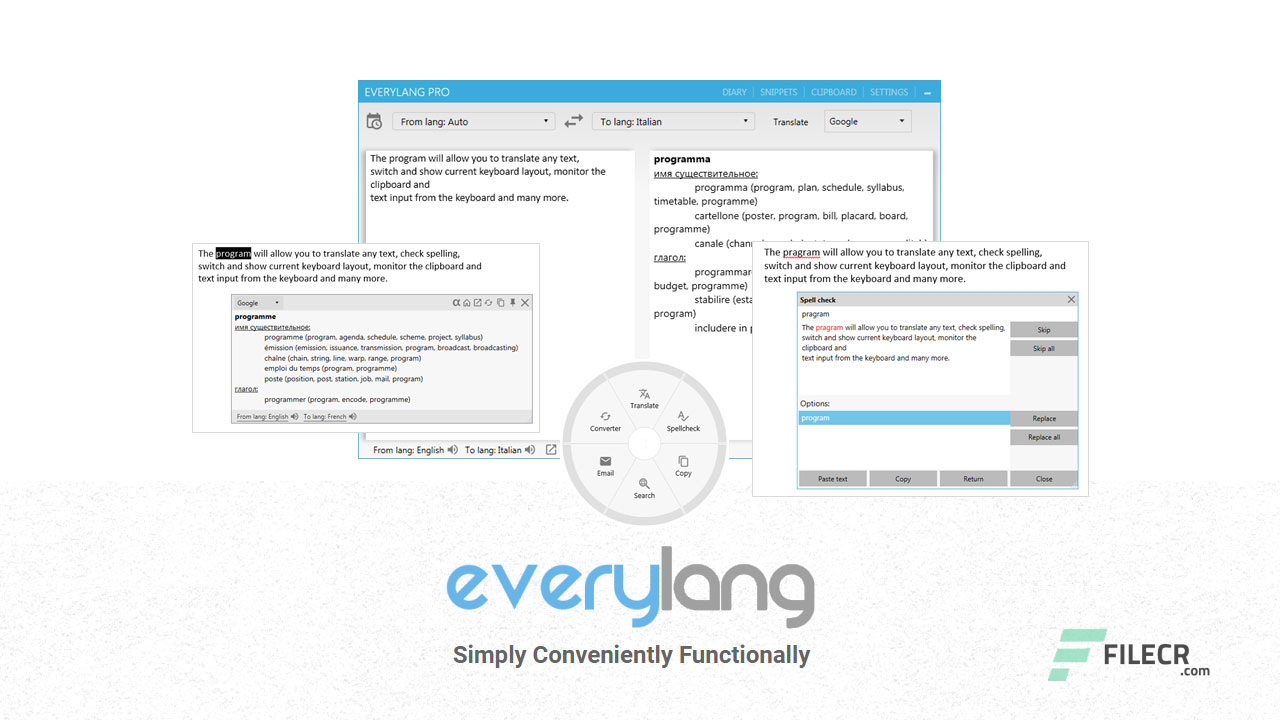 EVERYLANG PRO
DIARY
SNIPPETS
CLIPBOARD
SETTINGS
From lang: Auto
To lang: Italian
Translate
Google
The program will allow you to translate any text,
switch and show current keyboard layout, monitor the
clipboard and
text input from the keyboard and many more.
programma
имя существительное:
programma (program, plan, schedule, syllabus,
timetable, programme)
cartellone (poster, program, bill, placard, board,
programme)
canale
глагол:
budget, programme)
stabilire
program)
includere in
From lang: English
To lang: Italian
The program will allow you to translate any text, check spelling,
switch and show current keyboard layout, monitor the clipboard and
text input from the keyboard and many more.
Google
programme
имя существительное:
programme (program, agenda, schedule, scheme, project, syllabus)
émission (emission, issuance, transmission, program, broadcast, broadcasting)
chaîne (chain, string, line, warp, range, program)
emploi du temps (program, programme)
poste (position, post, station, job, mail, program)
глагол:
programmer (program, encode, programme)
From lang: English
To lang: French
The pragram will allow you to translate any text, check spelling,
switch and show current keyboard layout, monitor the clipboard and
text input from the keyboard and many more.
Spell check
pragram
The pragram will allow you to translate any text, check spelling,
switch and show current keyboard layout, monitor the
clipboard and
text input from the keyboard and many more.
Skip
Skip all
Options:
program
Replace
Replace all
Paste text
Copy
Return
Close
Translate
Converter
Spellcheck
Email
Copy
Search
everylang
Simply Conveniently Functionally
FILECR
.com